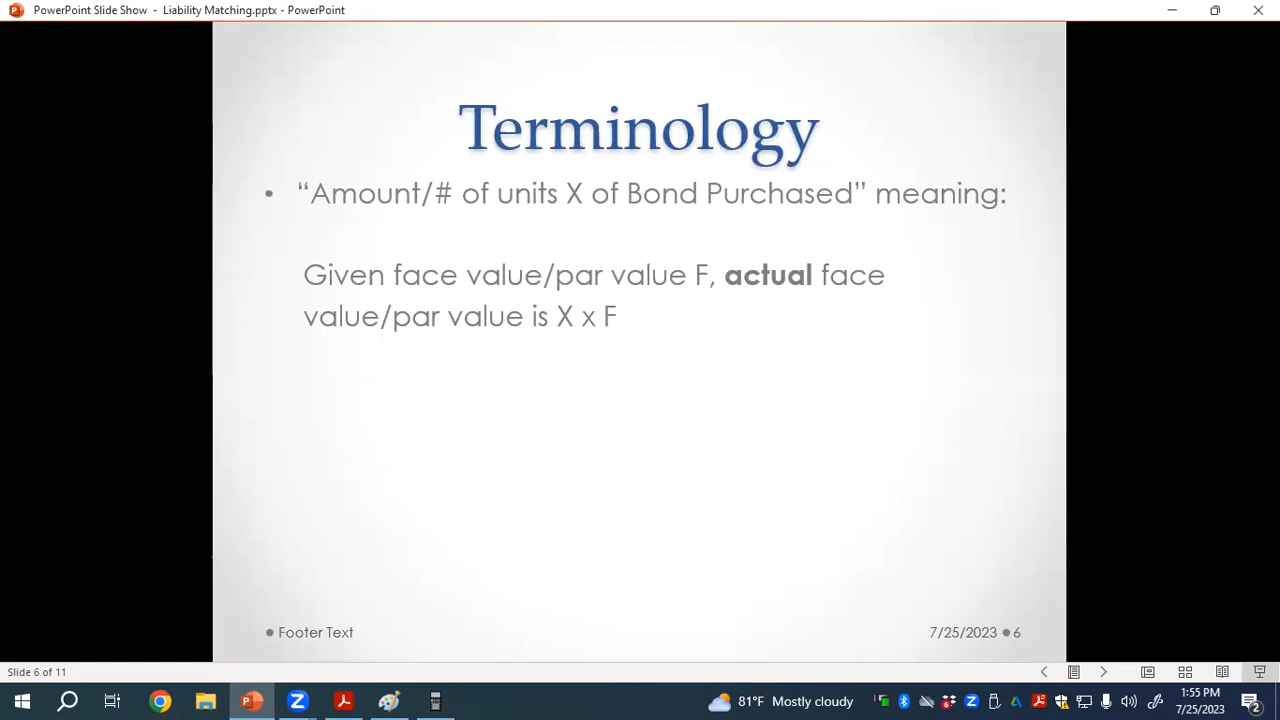 PowerPoint Slide Show - Liability Matching.pptx - PowerPoint
Terminology
• “Amount/# of units X of Bond Purchased” meaning:
Given face value/par value F, actual face
value/par value is X x F
Footer Text
7/25/2023 6
Slide 6 of 11
81°F Mostly cloudy
1:55 PM
7/25/2023
2